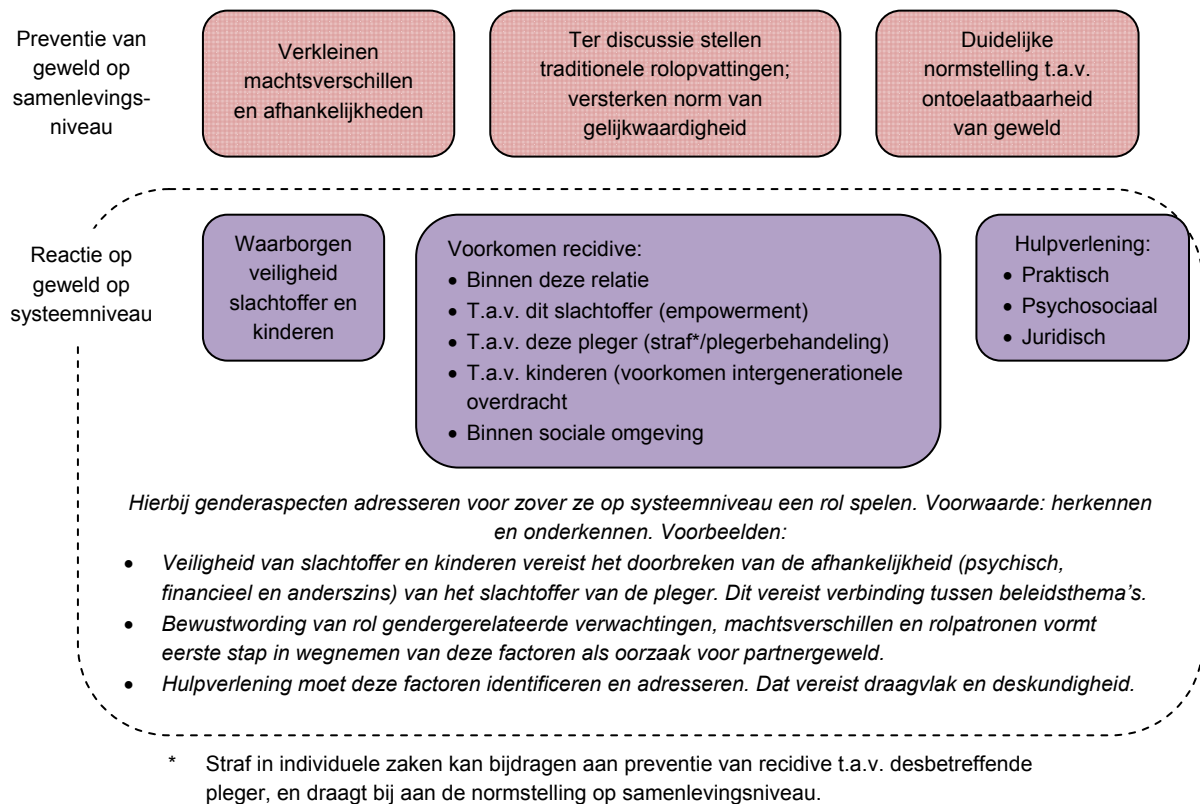 Preventie van
geweld op
samenlevings-
niveau
Verkleinen
machtsverschillen
en afhankelijkheden
Ter discussie stellen
traditionele rolopvattingen;
versterken norm van
gelijkwaardigheid
Duidelijke
normstelling t.a.v.
ontoelaatbaarheid
van geweld
Reactie op
geweld op
systeemniveau
Waarborgen
veiligheid
slachtoffer en
kinderen
Voorkomen recidive:
• Binnen deze relatie
• T.a.v. dit slachtoffer (empowerment)
• T.a.v. deze pleger (straf*/plegerbehandeling)
• T.a.v. kinderen (voorkomen intergenerationele
overdracht
• Binnen sociale omgeving
Hulpverlening:
• Praktisch
• Psychosociaal
• Juridisch
Hierbij genderaspecten adresseren voor zover ze op systeemniveau een rol spelen. Voorwaarde: herkennen
en onderkennen. Voorbeelden:
• Veiligheid van slachtoffer en kinderen vereist het doorbreken van de afhankelijkheid (psychisch,
financieel en anderszins) van het slachtoffer van de pleger. Dit vereist verbinding tussen beleidsthema’s.
• Bewustwording van rol gendergerelateerde verwachtingen, machtsverschillen en rolpatronen vormt
eerste stap in wegnemen van deze factoren als oorzaak voor partnergeweld.
• Hulpverlening moet deze factoren identificeren en adresseren. Dat vereist draagvlak en deskundigheid.
* Straf in individuele zaken kan bijdragen aan preventie van recidive t.a.v. desbetreffende
pleger, en draagt bij aan de normstelling op samenlevingsniveau.